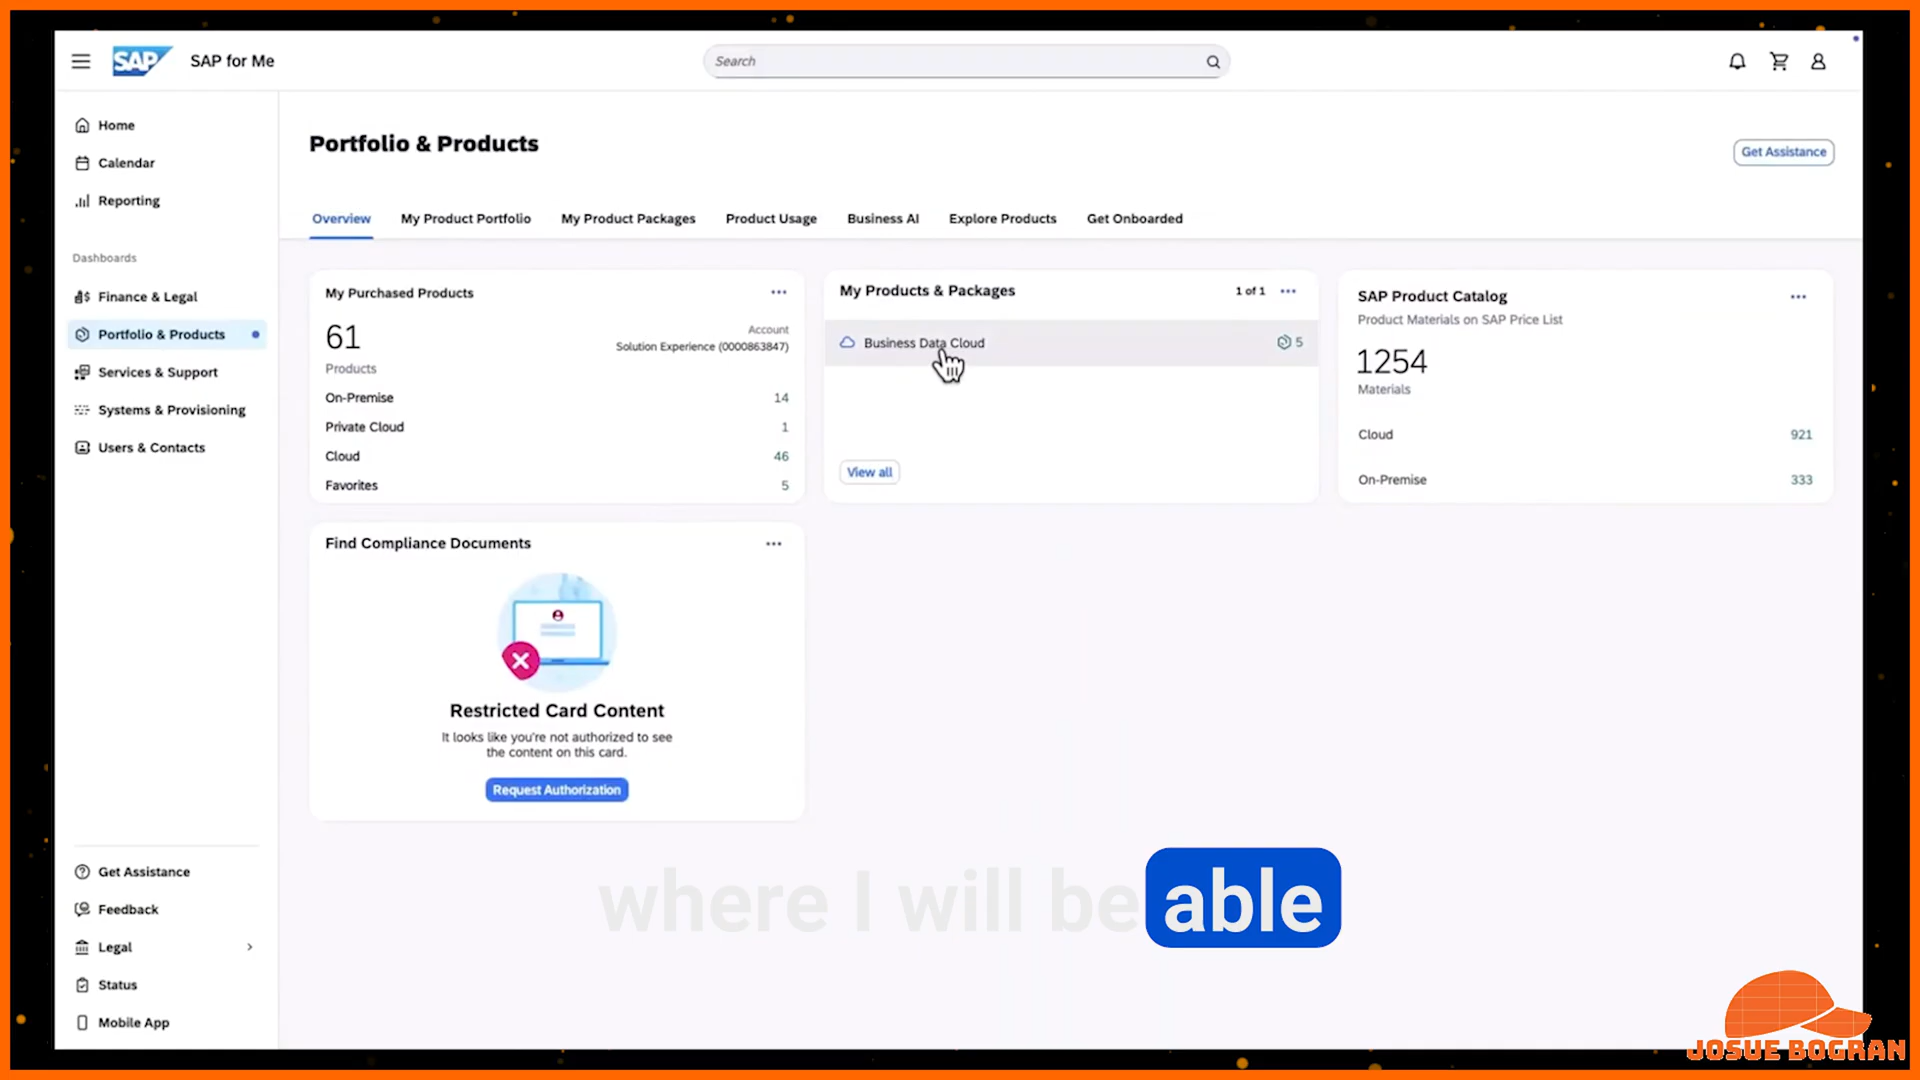 SAP SAP for Me
Search
Home
Calendar
Reporting
Dashboards
Finance & Legal
Portfolio & Products
Services & Support
Systems & Provisioning
Users & Contacts
Get Assistance
Feedback
Legal
Status
Mobile App
Portfolio & Products
Get Assistance
Overview My Product Portfolio My Product Packages Product Usage Business AI Explore Products Get Onboarded
My Purchased Products
61
Products
Account
Solution Experience (0000863847)
On-Premise 14
Private Cloud 1
Cloud 46
Favorites 5
My Products & Packages 1 of 1
Business Data Cloud 5
View all
SAP Product Catalog
Product Materials on SAP Price List
1254
Materials
Cloud 921
On-Premise 333
Find Compliance Documents
Restricted Card Content
It looks like you're not authorized to see
the content on this card.
Request Authorization
where I will be able
JOSUE BOGRAN